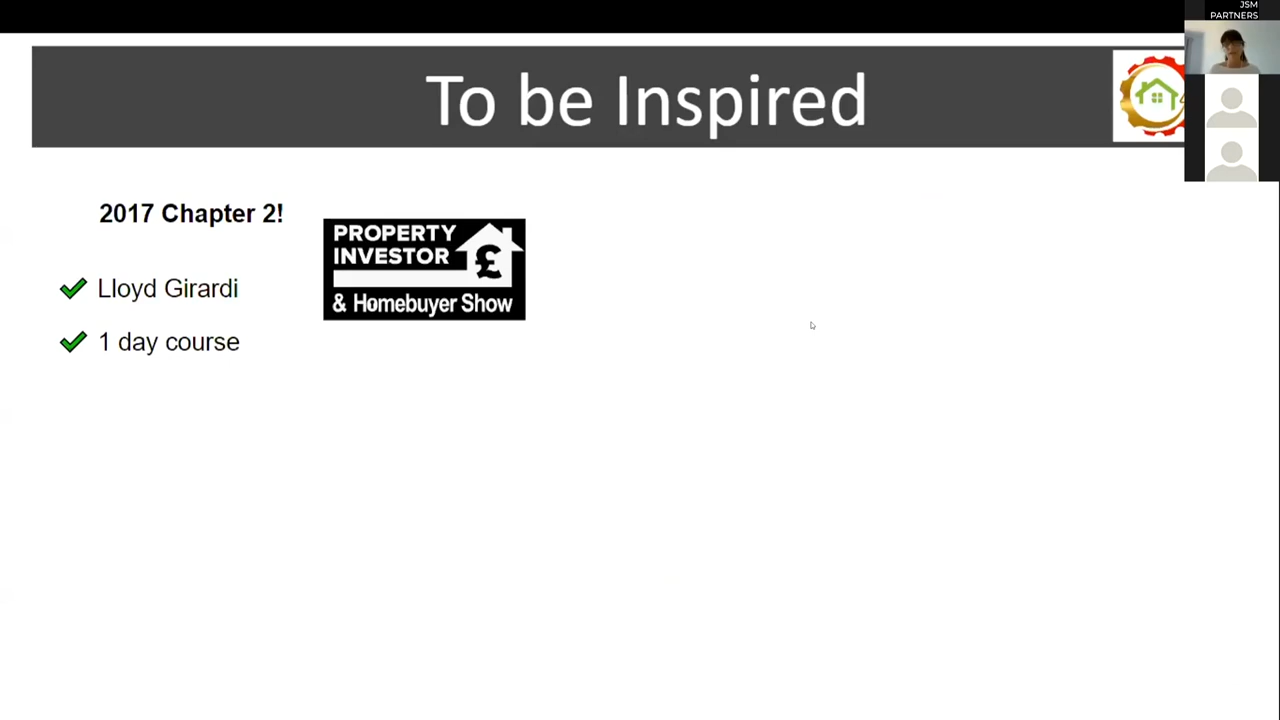 JSM
PARTNERS
To be Inspired
2017 Chapter 2!
PROPERTY
INVESTOR
£
& Homebuyer Show
Lloyd Girardi
1 day course